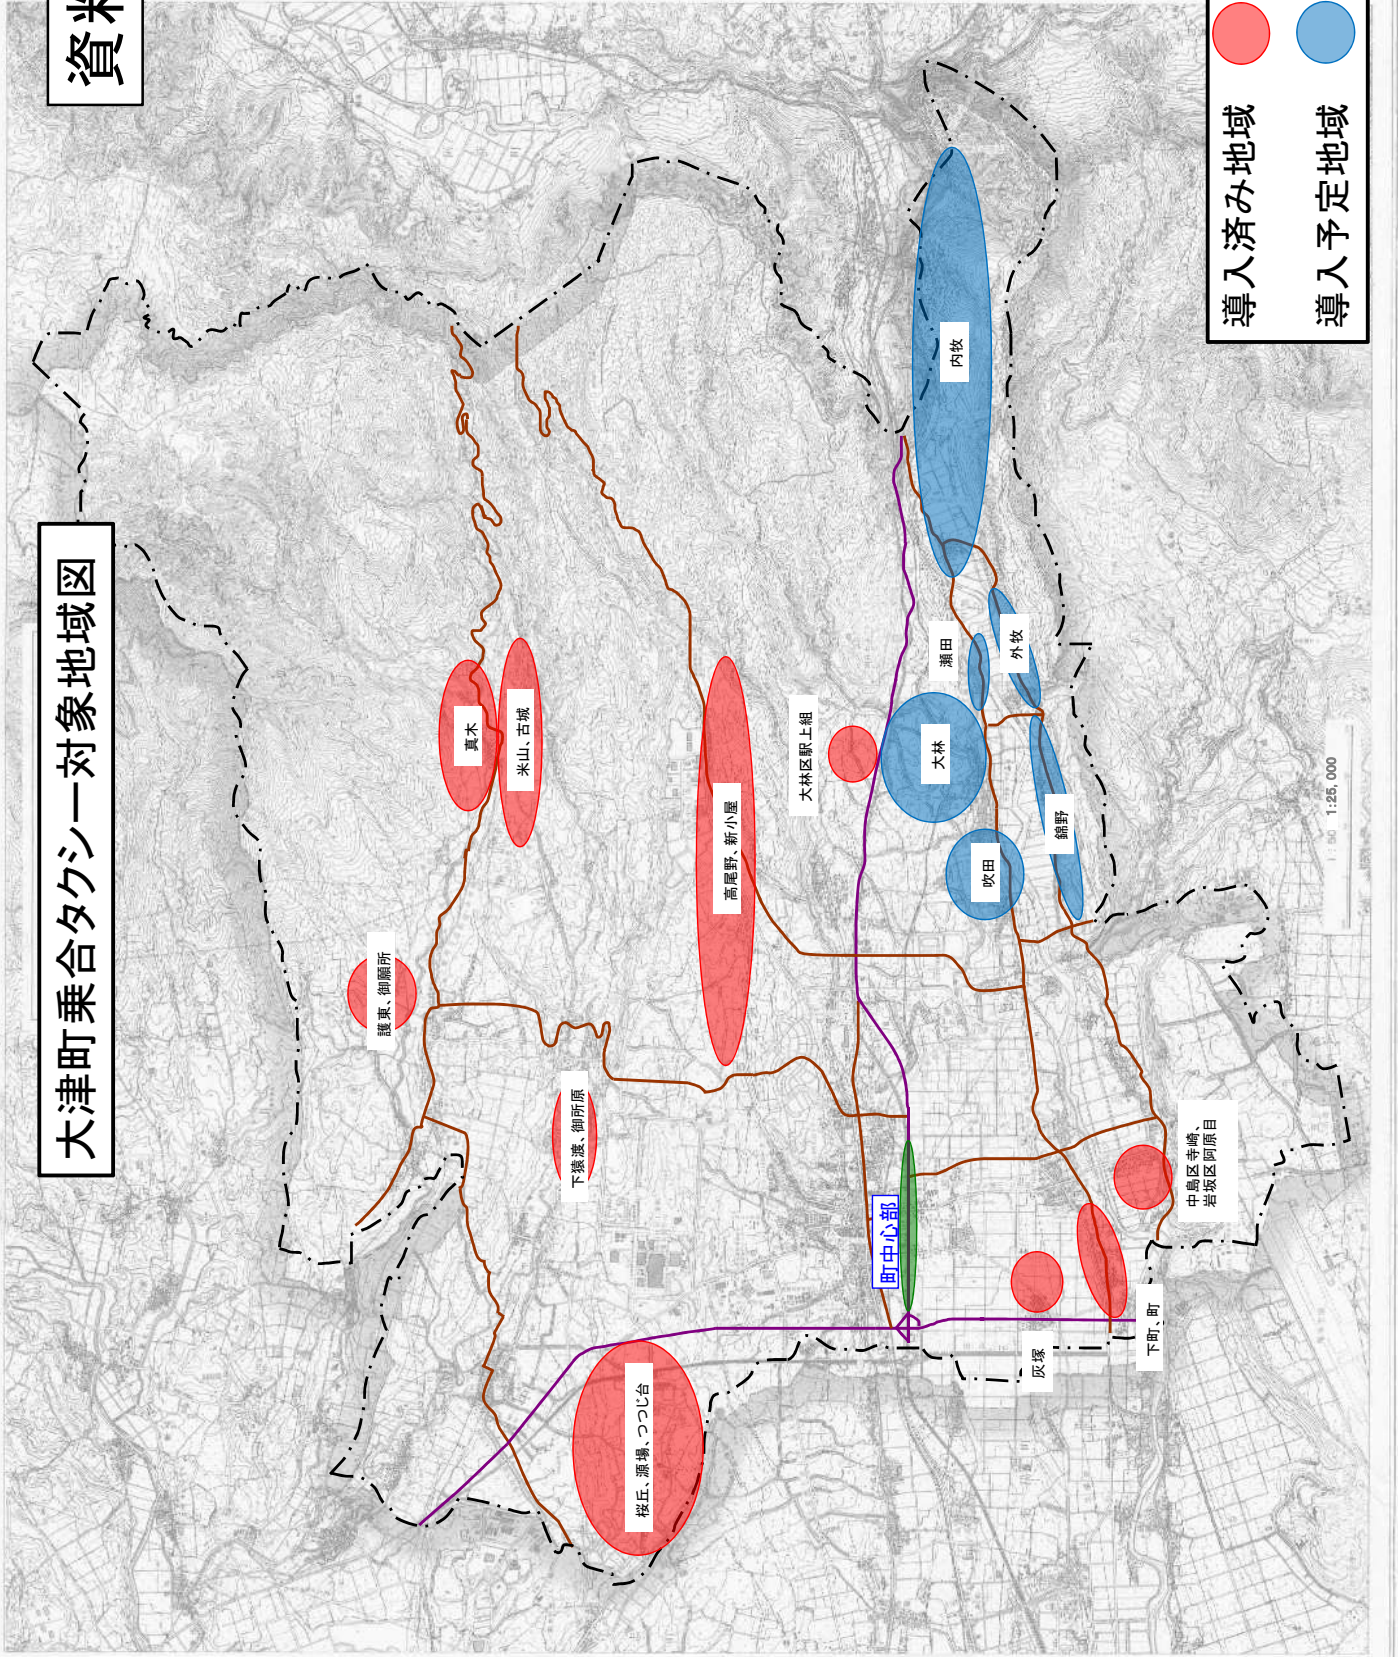 大津町乗合タクシー対象地域図
資料
導入済み地域
導入予定地域
護東、御願所
真木
米山、古城
下猿渡、御所原
高尾野、新小屋
桜丘、源場、つつじ台
大林区駅上組
町中心部
大林
瀬田
内牧
吹田
外牧
錦野
灰塚
下町、町
中島区寺崎、
岩坂区阿原目
1:25,000